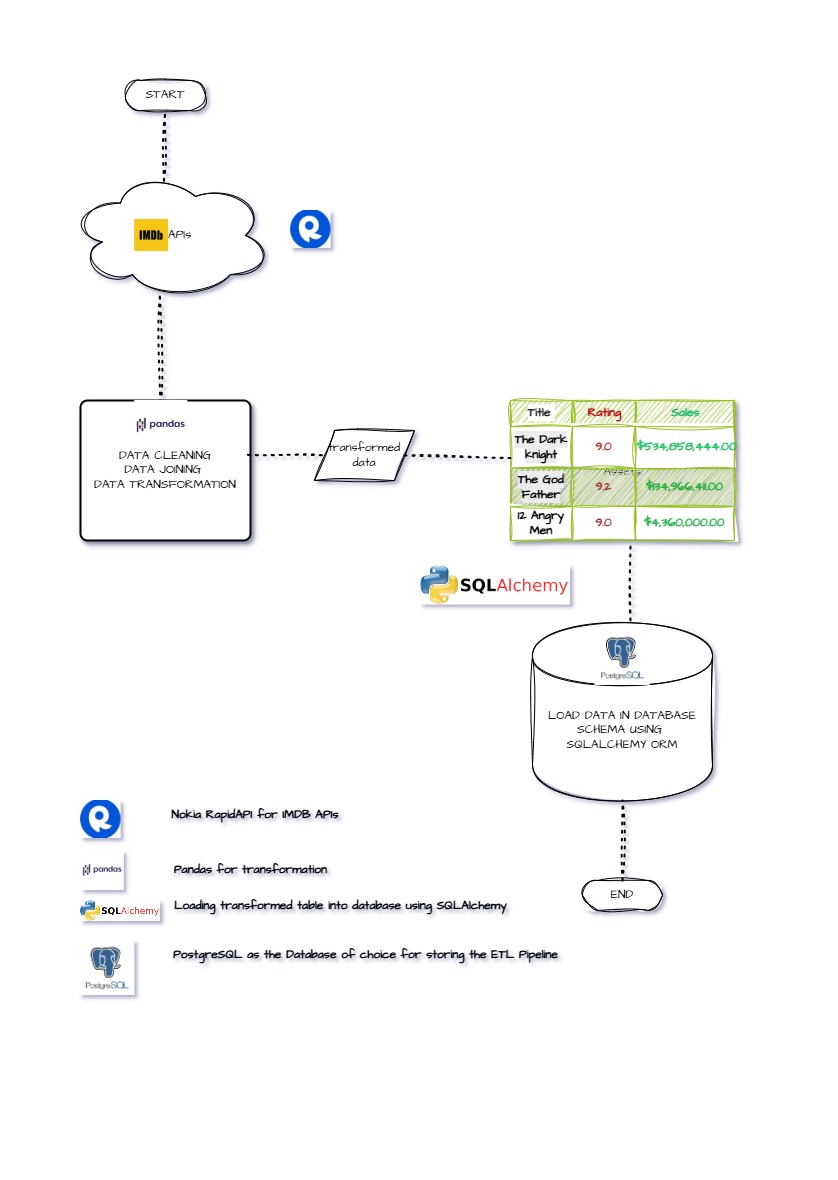 START
IMDb APIs
pandas
DATA CLEANING
DATA JOINING
DATA TRANSFORMATION
transformed
data
Title Rating Sales
The Dark
Knight
9.0 $534,858,444.00
Assets
The God
Father
9.2
12 Angry
Men
9.0 $4,360,000.00
SQLAlchemy
PostgreSQL
LOAD DATA IN DATABASE
SCHEMA USING
SQLALCHEMY ORM
END
Nokia RapidAPI for IMDB APIs
pandas
Pandas for transformation
SQLAlchemy
Loading transformed table into database using SQLAlchemy
PostgreSQL
PostgreSQL as the Database of choice for storing the ETL Pipeline